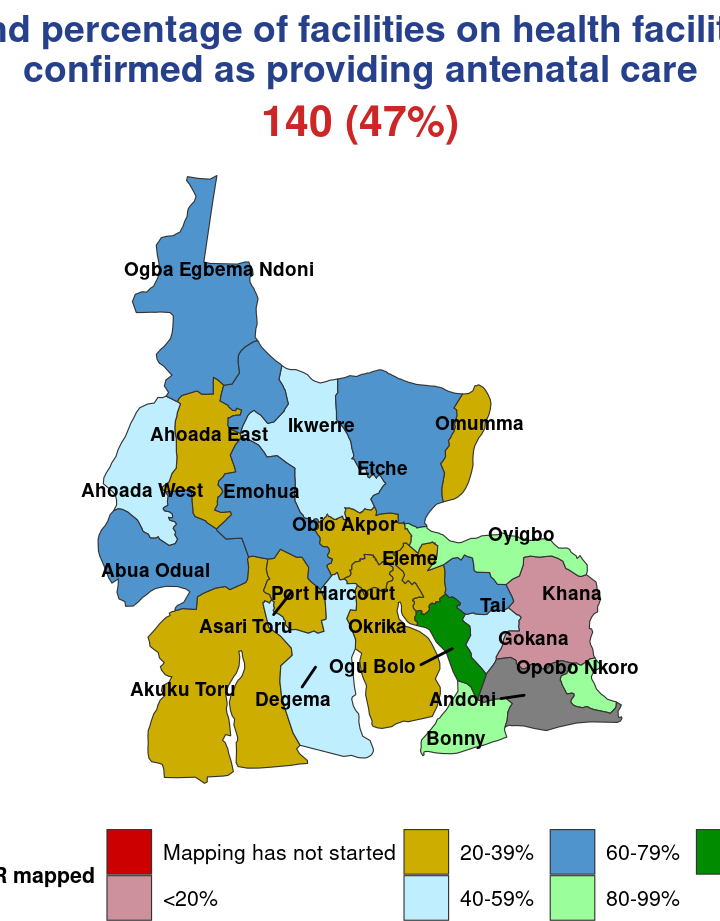 percentage of facilities on health
confirmed as providing antenatal care
140 (47%)
Ogba Egbema Ndoni
Omumma
Ikwerre
Ahoada East
Etche
Ahoada West
Emohua
Obio Akpor
Oyigbo
Eleme
Abua Odual
Port Harcourt
Khana
Tai
Asari Toru
Okrika
Gokana
Ogu Bolo
Opobo Nkoro
Akuku Toru
Degema
Andoni
Bonny
mapped
Mapping has not started
20-39%
60-79%
<20%
40-59%
80-99%